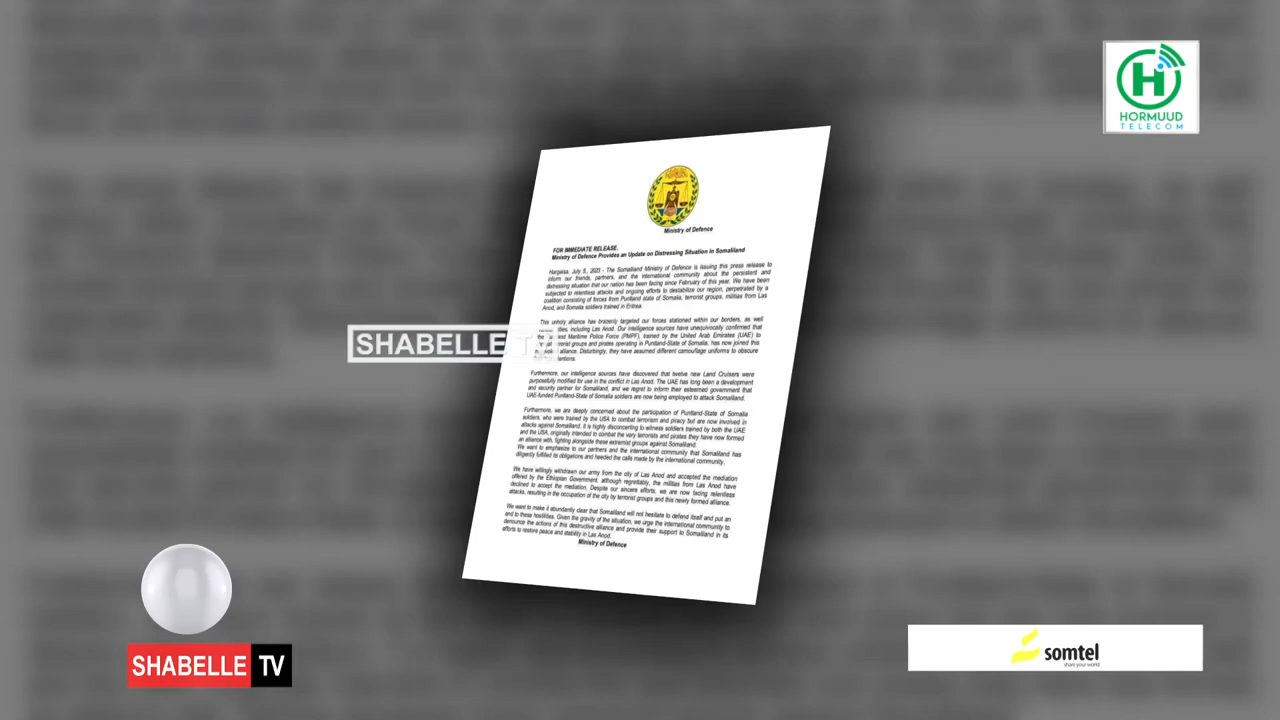 HORMUUD
TELECOM
Ministry of Defence
FOR IMMEDIATE RELEASE.
Ministry of Defence Provides an Update on Distressing Situation in Somaliland
Hargeisa, July 5, 2023 - The Somaliland Ministry of Defence is issuing this press release to
inform our friends, partners, and the international community about the persistent and
distressing situation that our nation has been facing since February of this year. We have been
subjected to relentless attacks and ongoing efforts to destabilize our region, perpetrated by a
coalition consisting of forces from Puntland state of Somalia, terrorist groups, militias from Las
Anod, and Somalia soldiers trained in Eritrea.
This unholy alliance has brazenly targeted our forces stationed within our borders, as well
including Las Anod. Our intelligence sources have unequivocally confirmed that
Maritime Police Force (PMPF), trained by the United Arab Emirates (UAE) to
terrorist groups and pirates operating in Puntland-State of Somalia, has now joined this
alliance. Disturbingly, they have assumed different camouflage uniforms to obscure
SHABELLE TV
Furthermore, our intelligence sources have discovered that twelve new Land Cruisers were
purposefully modified for use in the conflict in Las Anod. The UAE has long been a development
and security partner for Somaliland, and we regret to inform their esteemed government that
UAE-funded Puntland-State of Somalia soldiers are now being employed to attack Somaliland.
Furthermore, we are deeply concerned about the participation of Puntland-State of Somalia
soldiers, who were trained by the USA to combat terrorism and piracy but are now involved in
attacks against Somaliland. It is highly disconcerting to witness soldiers trained by both the UAE
and the USA, originally intended to combat the very terrorists and pirates they have now formed
an alliance with, fighting alongside these extremist groups against Somaliland.
We want to emphasize to our partners and the international community that Somaliland has
diligently fulfilled its obligations and heeded the calls made by the international community.
We have willingly withdrawn our army from the city of Las Anod and accepted the mediation
offered by the Ethiopian Government, although regrettably, the militias from Las Anod have
declined to accept the mediation. Despite our sincere efforts, we are now facing relentless
attacks, resulting in the occupation of the city by terrorist groups and this newly formed alliance.
We want to make it abundantly clear that Somaliland will not hesitate to defend itself and put an
end to these hostilities. Given the gravity of the situation, we urge the international community to
denounce the actions of this destructive alliance and provide their support to Somaliland in its
efforts to restore peace and stability in Las Anod.
Ministry of Defence
SHABELLE TV
somtel
share your world